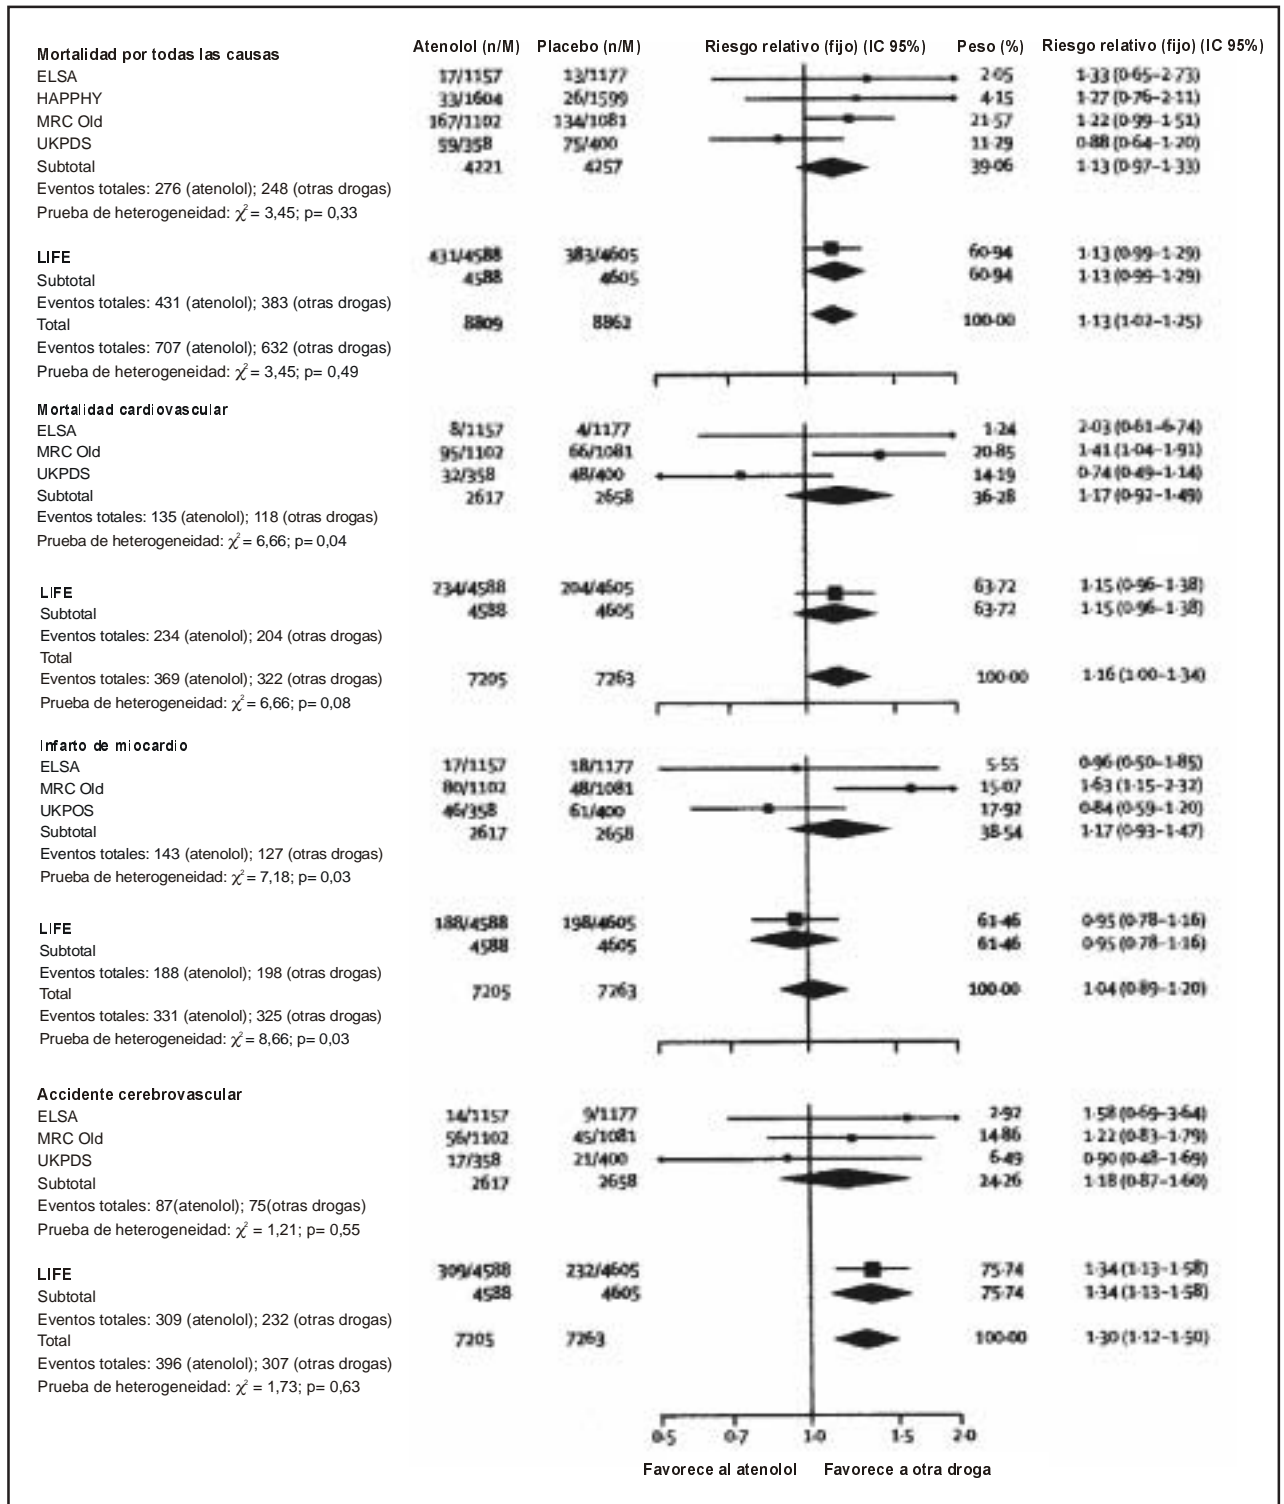 Atenolol (n/M) Placebo (n/M) Riesgo relativo (fijo) (IC 95%) Peso (%) Riesgo relativo (fijo) (IC 95%)
Mortalidad por todas las causas
ELSA 17/1157 13/1177 2·05 1·33 (0·65–2·73)
HAPPHY 33/1604 26/1599 4·15 1·27 (0·76–2·11)
MRC Old 167/1102 134/1081 21·57 1·22 (0·99–1·51)
UKPDS 59/358 75/400 11·29 0·88 (0·64–1·20)
Subtotal 4221 4257 39·06 1·13 (0·97–1·33)
Eventos totales: 276 (atenolol); 248 (otras drogas)
Prueba de heterogeneidad: χ² = 3,45; p= 0,33
LIFE 431/4588 383/4605 60·94 1·13 (0·99–1·29)
Subtotal 4588 4605 60·94 1·13 (0·99–1·29)
Eventos totales: 431 (atenolol); 383 (otras drogas)
Total 8809 8862 100·00 1·13 (1·02–1·25)
Eventos totales: 707 (atenolol); 632 (otras drogas)
Prueba de heterogeneidad: χ² = 3,45; p= 0,49
Mortalidad cardiovascular
ELSA 8/1157 4/1177 1·24 2·03 (0·61–6·74)
MRC Old 95/1102 66/1081 20·85 1·41 (1·04–1·91)
UKPDS 32/358 48/400 14·19 0·74 (0·49–1·14)
Subtotal 2617 2658 36·28 1·17 (0·92–1·49)
Eventos totales: 135 (atenolol); 118 (otras drogas)
Prueba de heterogeneidad: χ² = 6,66; p= 0,04
LIFE 234/4588 204/4605 63·72 1·15 (0·96–1·38)
Subtotal 4588 4605 63·72 1·15 (0·96–1·38)
Eventos totales: 234 (atenolol); 204 (otras drogas)
Total
Eventos totales: 369 (atenolol); 322 (otras drogas) 7205 7263 100·00 1·16 (1·00–1·34)
Prueba de heterogeneidad: χ² = 6,66; p= 0,08
Infarto de miocardio
ELSA 17/1157 18/1177 5·55 0·96 (0·50–1·85)
MRC Old 80/1102 48/1081 15·07 1·63 (1·15–2·32)
UKPOS 46/358 61/400 17·92 0·84 (0·59–1·20)
Subtotal 2617 2658 38·54 1·17 (0·93–1·47)
Eventos totales: 143 (atenolol); 127 (otras drogas)
Prueba de heterogeneidad: χ² = 7,18; p= 0,03
LIFE 188/4588 198/4605 61·46 0·95 (0·78–1·16)
Subtotal 4588 4605 61·46 0·95 (0·78–1·16)
Eventos totales: 188 (atenolol); 198 (otras drogas)
Total 7205 7263 100·00 1·04 (0·89–1·20)
Eventos totales: 331 (atenolol); 325 (otras drogas)
Prueba de heterogeneidad: χ² = 8,66; p= 0,03
Accidente cerebrovascular
ELSA 14/1157 9/1177 2·92 1·58 (0·69–3·64)
MRC Old 56/1102 45/1081 14·86 1·22 (0·83–1·79)
UKPDS 17/358 21/400 6·49 0·90 (0·48–1·69)
Subtotal 2617 2658 24·26 1·18 (0·87–1·60)
Eventos totales: 87(atenolol); 75(otras drogas)
Prueba de heterogeneidad: χ² = 1,21; p= 0,55
LIFE 309/4588 232/4605 75·74 1·34 (1·13–1·58)
Subtotal 4588 4605 75·74 1·34 (1·13–1·58)
Eventos totales: 309 (atenolol); 232 (otras drogas)
Total 7205 7263 100·00 1·30 (1·12–1·50)
Eventos totales: 396 (atenolol); 307 (otras drogas)
Prueba de heterogeneidad: χ² = 1,73; p= 0,63
0·5 0·7 1·0 1·5 2·0
Favorece al atenolol Favorece a otra droga